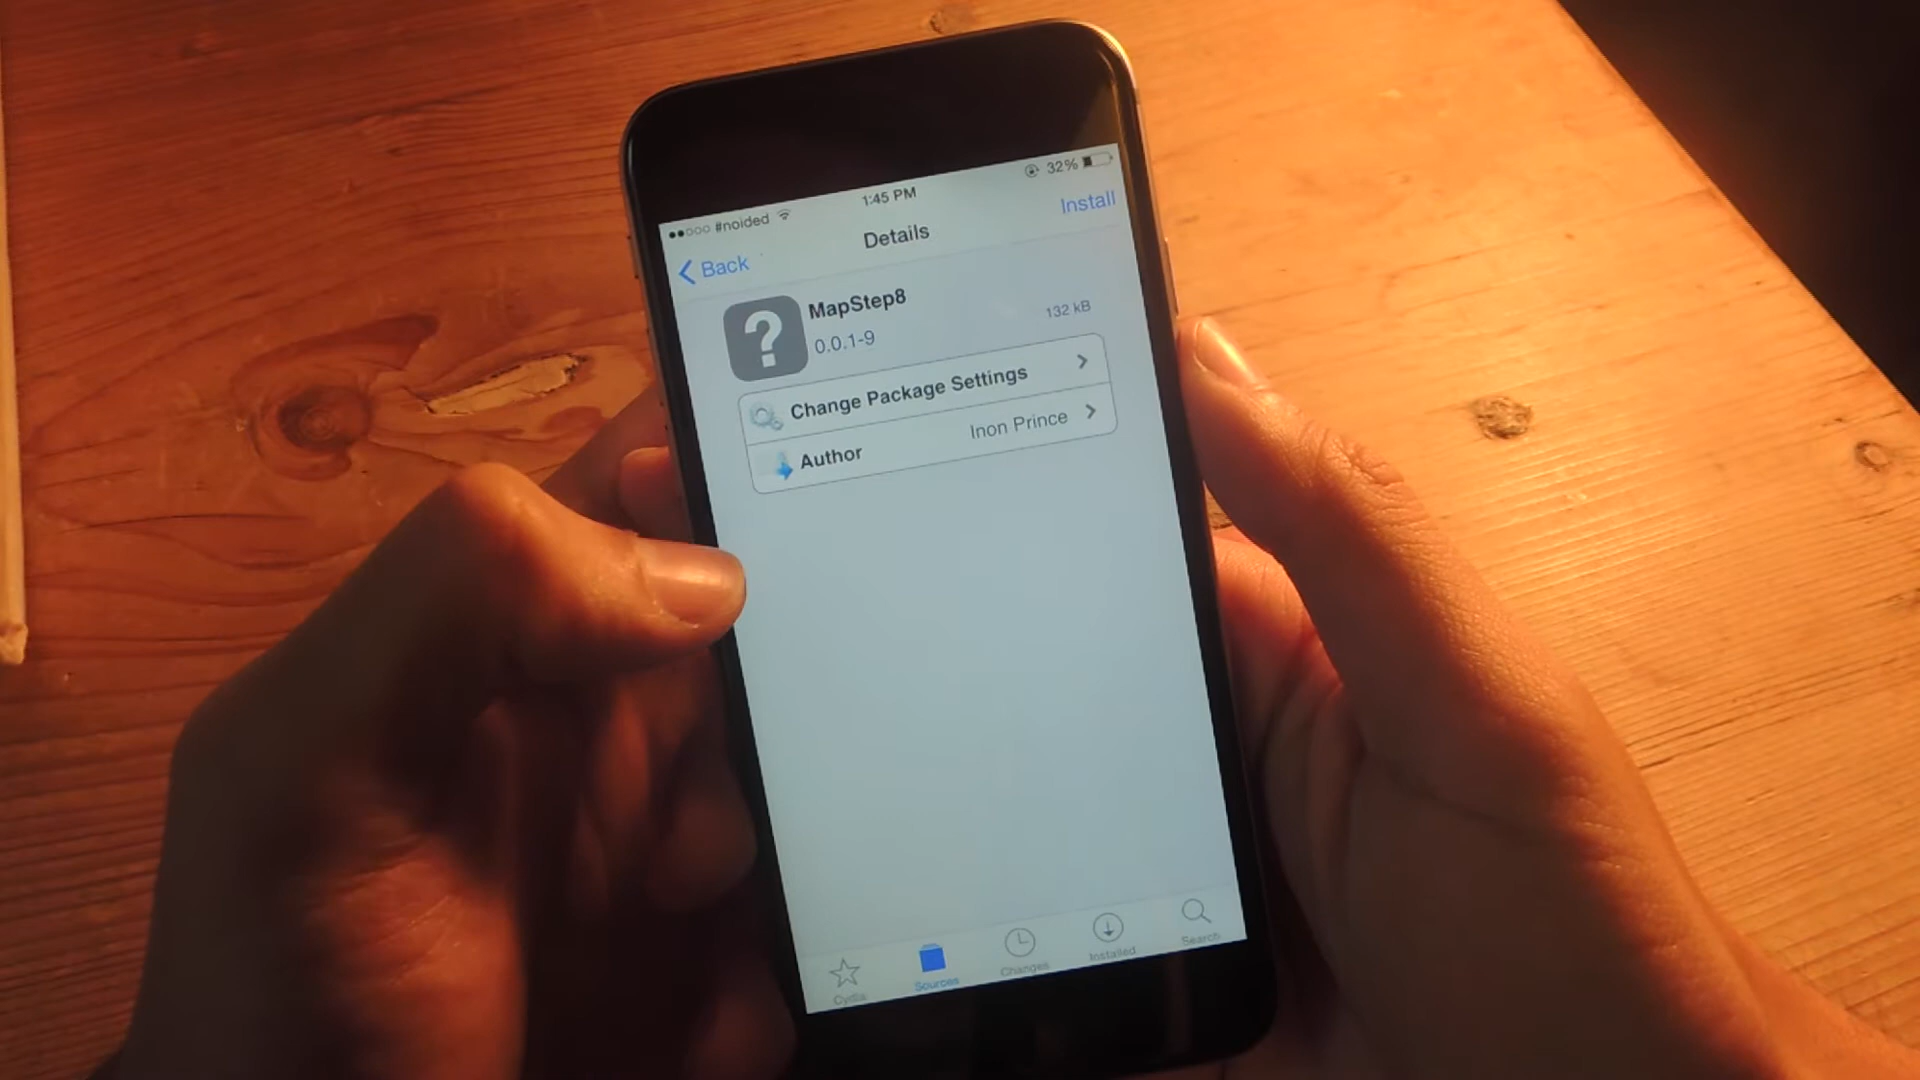 #noided 1:45 PM 32%
Install
Details
Back
MapStep8
132 kB
0.0.1-9
Change Package Settings
Author Inon Prince
Cydia Sources Changes Installed Search